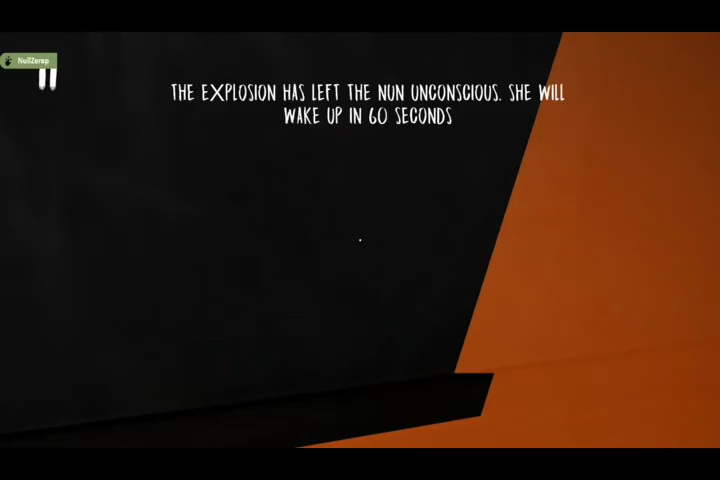 NullZerep
THE EXPLOSION HAS LEFT THE NUN UNCONSCIOUS. SHE WILL
WAKE UP IN 60 SECONDS